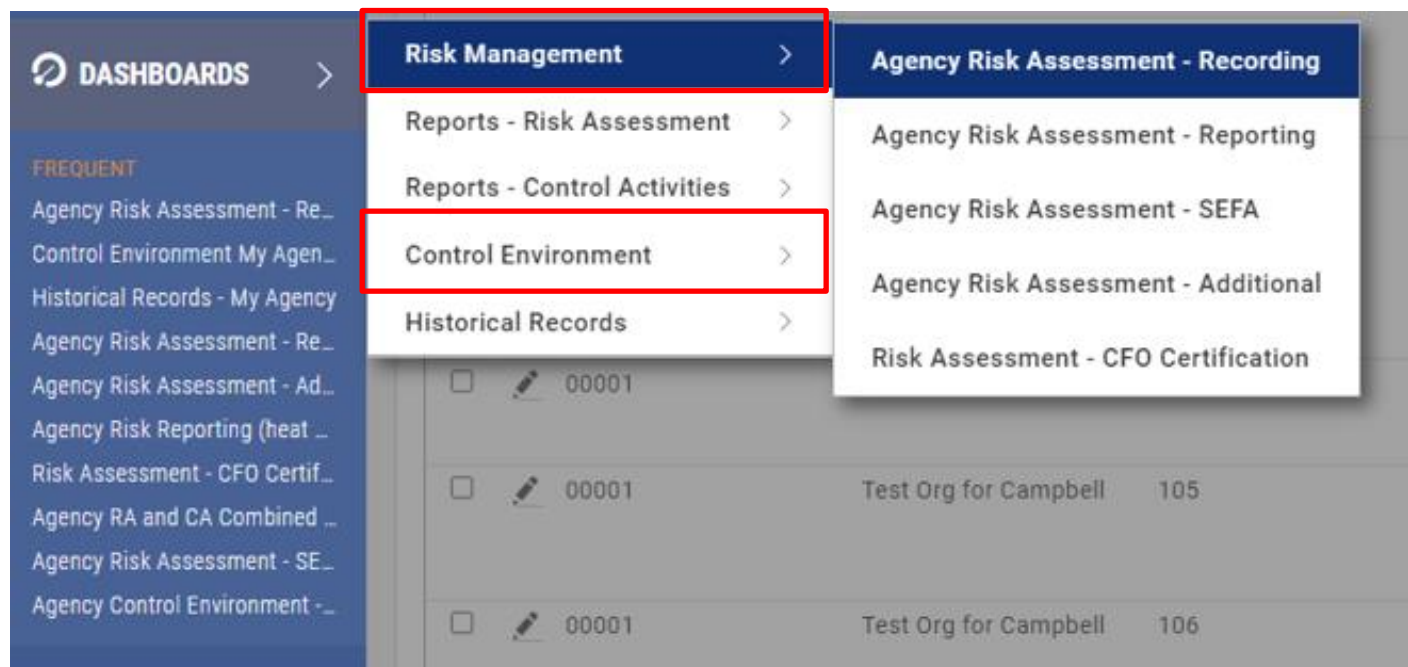 DASHBOARDS
FREQUENT
Agency Risk Assessment - Re...
Control Environment My Agen...
Historical Records - My Agency
Agency Risk Assessment - Re...
Agency Risk Assessment - Ad...
Agency Risk Reporting (heat ...
Risk Assessment - CFO Certif...
Agency RA and CA Combined ...
Agency Risk Assessment - SE...
Agency Control Environment -...
Risk Management
Reports - Risk Assessment
Reports - Control Activities
Control Environment
Historical Records
Agency Risk Assessment - Recording
Agency Risk Assessment - Reporting
Agency Risk Assessment - SEFA
Agency Risk Assessment - Additional
Risk Assessment - CFO Certification
00001
00001 Test Org for Campbell 105
00001 Test Org for Campbell 106